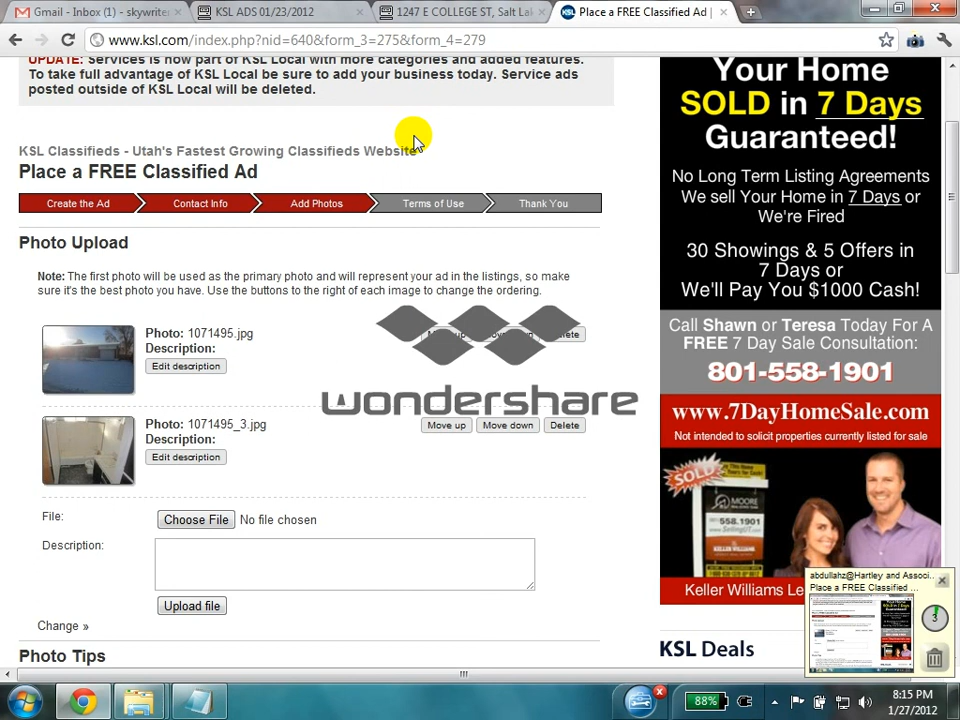 Gmail - Inbox (1) - skywriter
KSL ADS 01/23/2012
1247 E COLLEGE ST, Salt La
Place a FREE Classified Ad |
www.ksl.com/index.php?nid=640&form_3=275&form_4=279
UPDATE: Services is now part of KSL Local with more categories and added features.
To take full advantage of KSL Local be sure to add your business today. Service ads
posted outside of KSL Local will be deleted.
KSL Classifieds - Utah's Fastest Growing Classifieds Website
Place a FREE Classified Ad
Create the Ad
Contact Info
Add Photos
Terms of Use
Thank You
Photo Upload
Note: The first photo will be used as the primary photo and will represent your ad in the listings, so make
sure it's the best photo you have. Use the buttons to the right of each image to change the ordering.
Photo: 1071495.jpg
Description:
Edit description
wondershare
Photo: 1071495_3.jpg
Description:
Edit description
Move up
Move down
Delete
File:
Choose File
No file chosen
Description:
Upload file
Change »
Photo Tips
Your Home
SOLD in 7 Days
Guaranteed!
No Long Term Listing Agreements
We sell Your Home in 7 Days or
We're Fired
30 Showings & 5 Offers in
7 Days or
We'll Pay You $1000 Cash!
Call Shawn or Teresa Today For A
FREE 7 Day Sale Consultation:
801-558-1901
www.7DayHomeSale.com
Not intended to solicit properties currently listed for sale
SOLD
MOORE
558.1901
KELLER WILLIAMS
Keller Williams Le
abdullahz@Hartley and Associ..
Place a FREE Classified ...
3
KSL Deals
88%
8:15 PM
1/27/2012